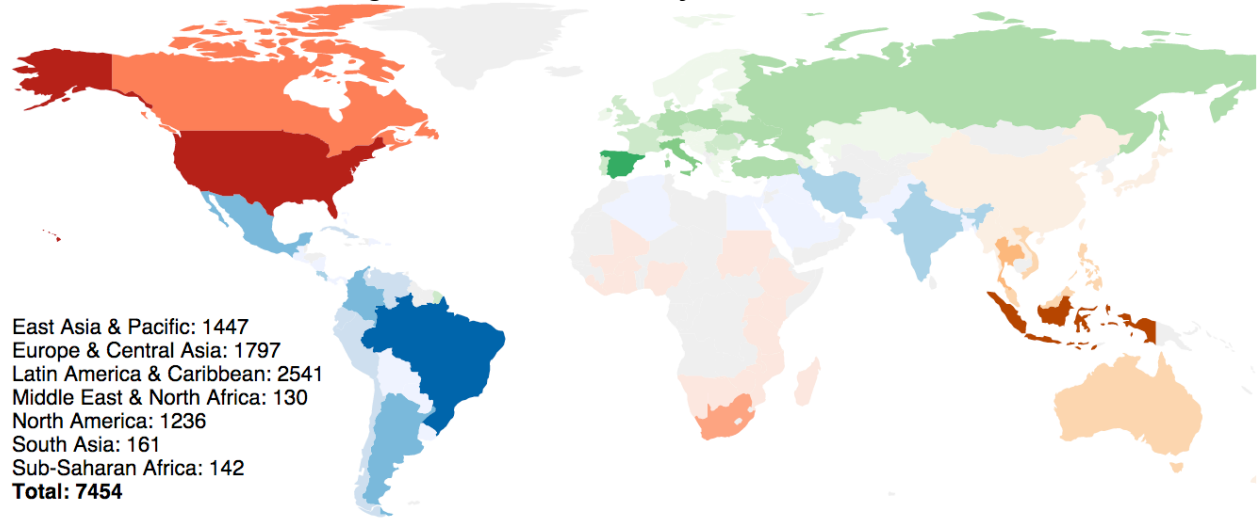 East Asia & Pacific: 1447
Europe & Central Asia: 1797
Latin America & Caribbean: 2541
Middle East & North Africa: 130
North America: 1236
South Asia: 161
Sub-Saharan Africa: 142
Total: 7454